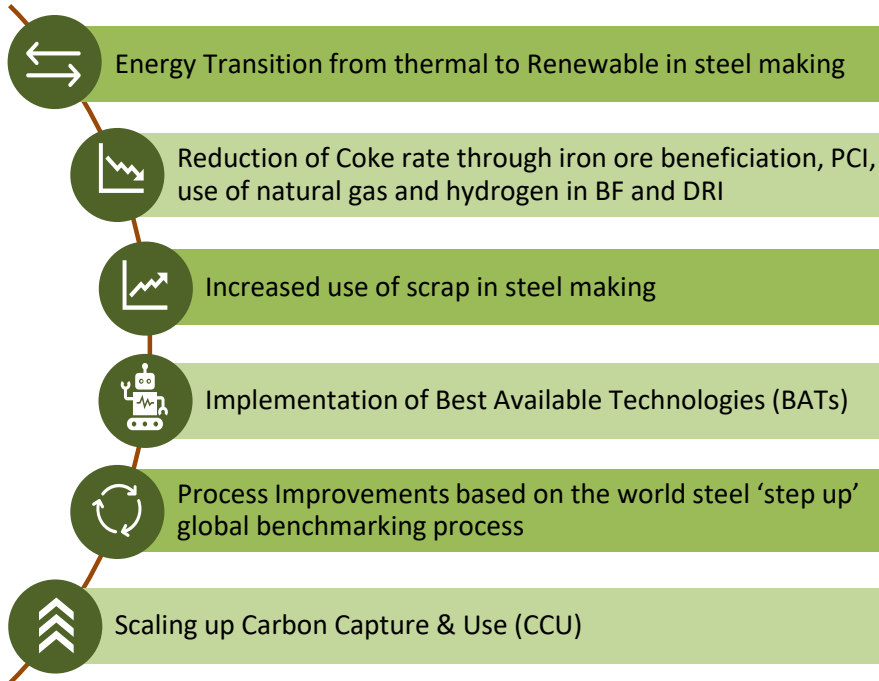 Energy Transition from thermal to Renewable in steel making
Reduction of Coke rate through iron ore beneficiation, PCI,
use of natural gas and hydrogen in BF and DRI
Increased use of scrap in steel making
Implementation of Best Available Technologies (BATs)
Process Improvements based on the world steel ‘step up’
global benchmarking process
Scaling up Carbon Capture & Use (CCU)